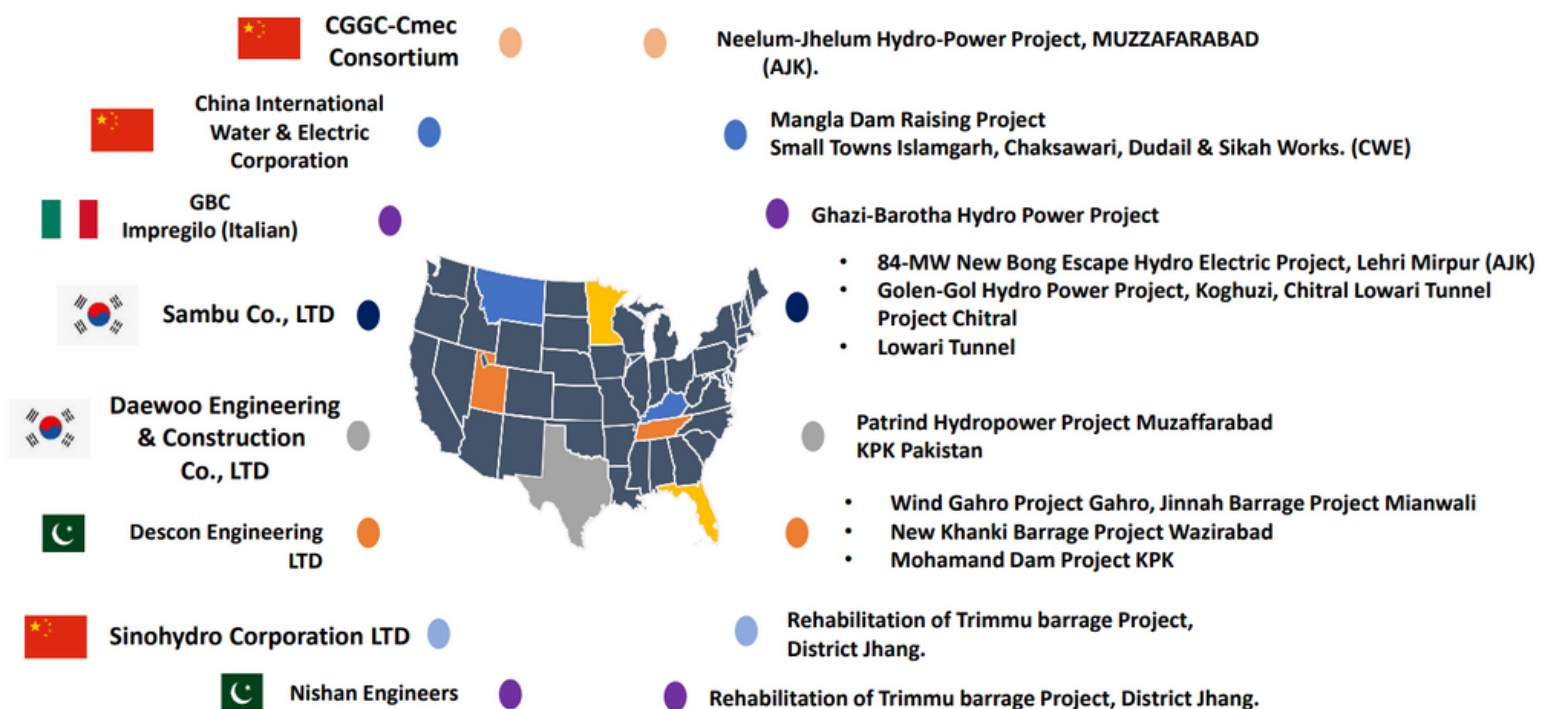 CGGC-Cmec
Consortium
Neelum-Jhelum Hydro-Power Project, MUZZAFARABAD
(AJK).
China International
Water & Electric
Corporation
Mangla Dam Raising Project
Small Towns Islamgarh, Chaksawari, Dudail & Sikah Works. (CWE)
GBC
Impregilo (Italian)
Ghazi-Barotha Hydro Power Project
Sambu Co., LTD
• 84-MW New Bong Escape Hydro Electric Project, Lehri Mirpur (AJK)
• Golen-Gol Hydro Power Project, Koghuzi, Chitral Lowari Tunnel
Project Chitral
• Lowari Tunnel
Daewoo Engineering
& Construction
Co., LTD
Patrind Hydropower Project Muzaffarabad
KPK Pakistan
Descon Engineering
LTD
• Wind Gahro Project Gahro, Jinnah Barrage Project Mianwali
• New Khanki Barrage Project Wazirabad
• Mohamand Dam Project KPK
Sinohydro Corporation LTD
Rehabilitation of Trimmu barrage Project,
District Jhang.
Nishan Engineers
Rehabilitation of Trimmu barrage Project, District Jhang.